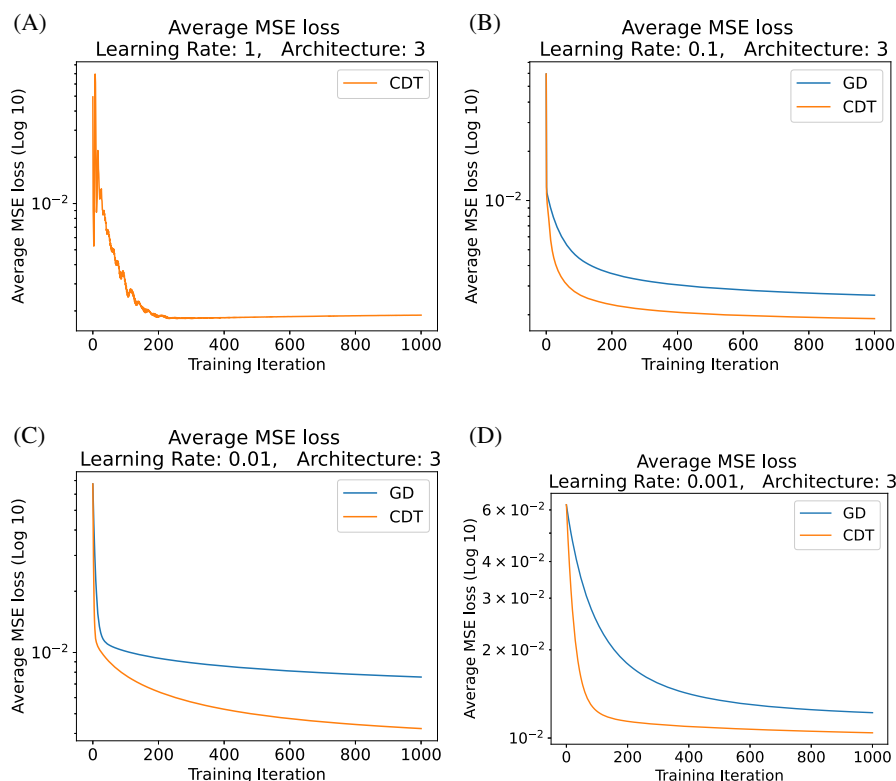 (A)
Average MSE loss
Learning Rate: 1, Architecture: 3
CDT
Average MSE loss (Log 10)
10⁻²
0 200 400 600 800 1000
Training Iteration
(B)
Average MSE loss
Learning Rate: 0.1, Architecture: 3
GD
CDT
Average MSE loss (Log 10)
10⁻²
0 200 400 600 800 1000
Training Iteration
(C)
Average MSE loss
Learning Rate: 0.01, Architecture: 3
GD
CDT
Average MSE loss (Log 10)
10⁻²
0 200 400 600 800 1000
Training Iteration
(D)
Average MSE loss
Learning Rate: 0.001, Architecture: 3
GD
CDT
Average MSE loss (Log 10)
6 × 10⁻²
4 × 10⁻²
3 × 10⁻²
2 × 10⁻²
10⁻²
0 200 400 600 800 1000
Training Iteration